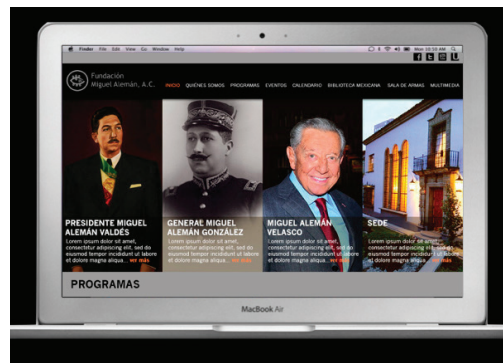 Finder File Edit View Go Window Help
Mon 10:52 AM
f t U
Fundación
Miguel Alemán, A.C.
INICIO QUIÉNES SOMOS PROGRAMAS EVENTOS CALENDARIO BIBLIOTECA MEXICANA SALA DE ARMAS MULTIMEDIA
PRESIDENTE MIGUEL
ALEMÁN VALDÉS
Lorem ipsum dolor sit amet,
consectetur adipiscing elit, sed do
eiusmod tempor incididunt ut labore
et dolore magna aliqua... ver más
GENERAL MIGUEL
ALEMÁN GONZÁLEZ
Lorem ipsum dolor sit amet,
consectetur adipiscing elit, sed do
eiusmod tempor incididunt ut labore
et dolore magna aliqua... ver más
MIGUEL ALEMÁN
VELASCO
Lorem ipsum dolor sit amet,
consectetur adipiscing elit, sed do
eiusmod tempor incididunt ut labore
et dolore magna aliqua... ver más
SEDE
Lorem ipsum dolor sit amet,
consectetur adipiscing elit, sed do
eiusmod tempor incididunt ut labore
et dolore magna aliqua... ver más
PROGRAMAS
MacBook Air